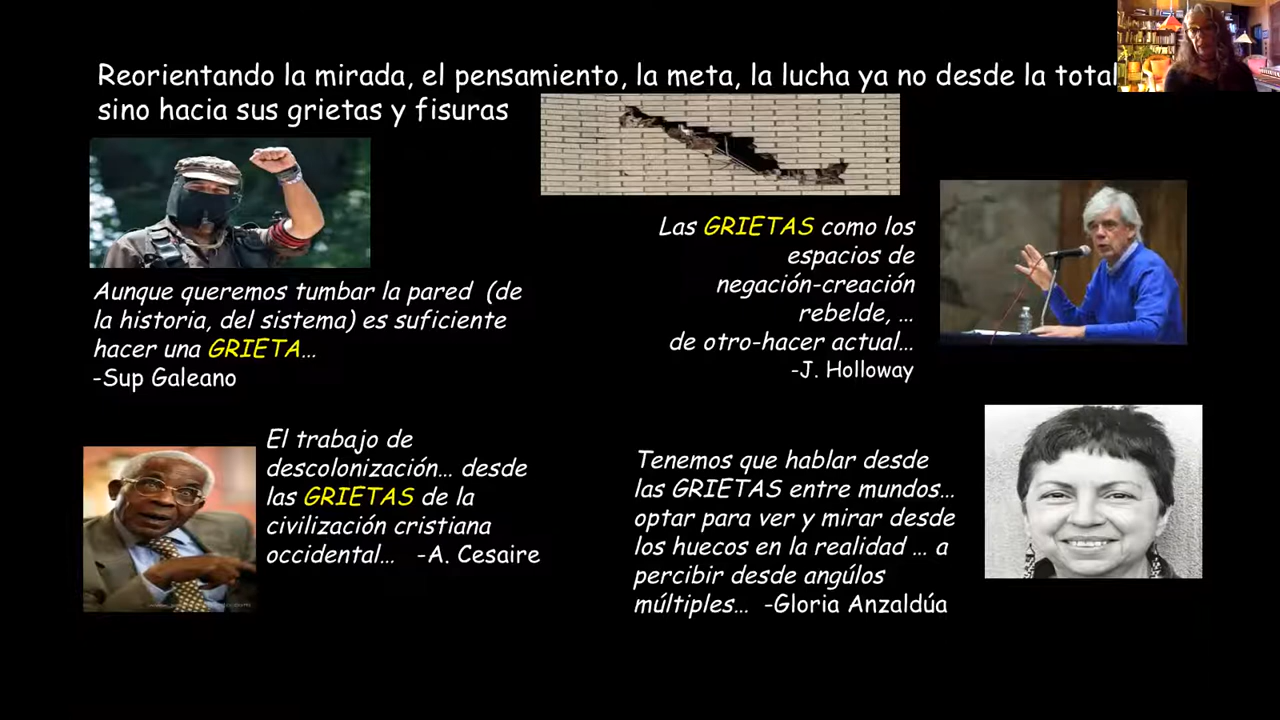 Reorientando la mirada, el pensamiento, la meta, la lucha ya no desde la total
sino hacia sus grietas y fisuras
Aunque queremos tumbar la pared (de
la historia, del sistema) es suficiente
hacer una GRIETA…
-Sup Galeano
Las GRIETAS como los
espacios de
negación-creación
rebelde, …
de otro-hacer actual…
-J. Holloway
El trabajo de
descolonización… desde
las GRIETAS de la
civilización cristiana
occidental… -A. Cesaire
Tenemos que hablar desde
las GRIETAS entre mundos…
optar para ver y mirar desde
los huecos en la realidad … a
percibir desde angúlos
múltiples… -Gloria Anzaldúa